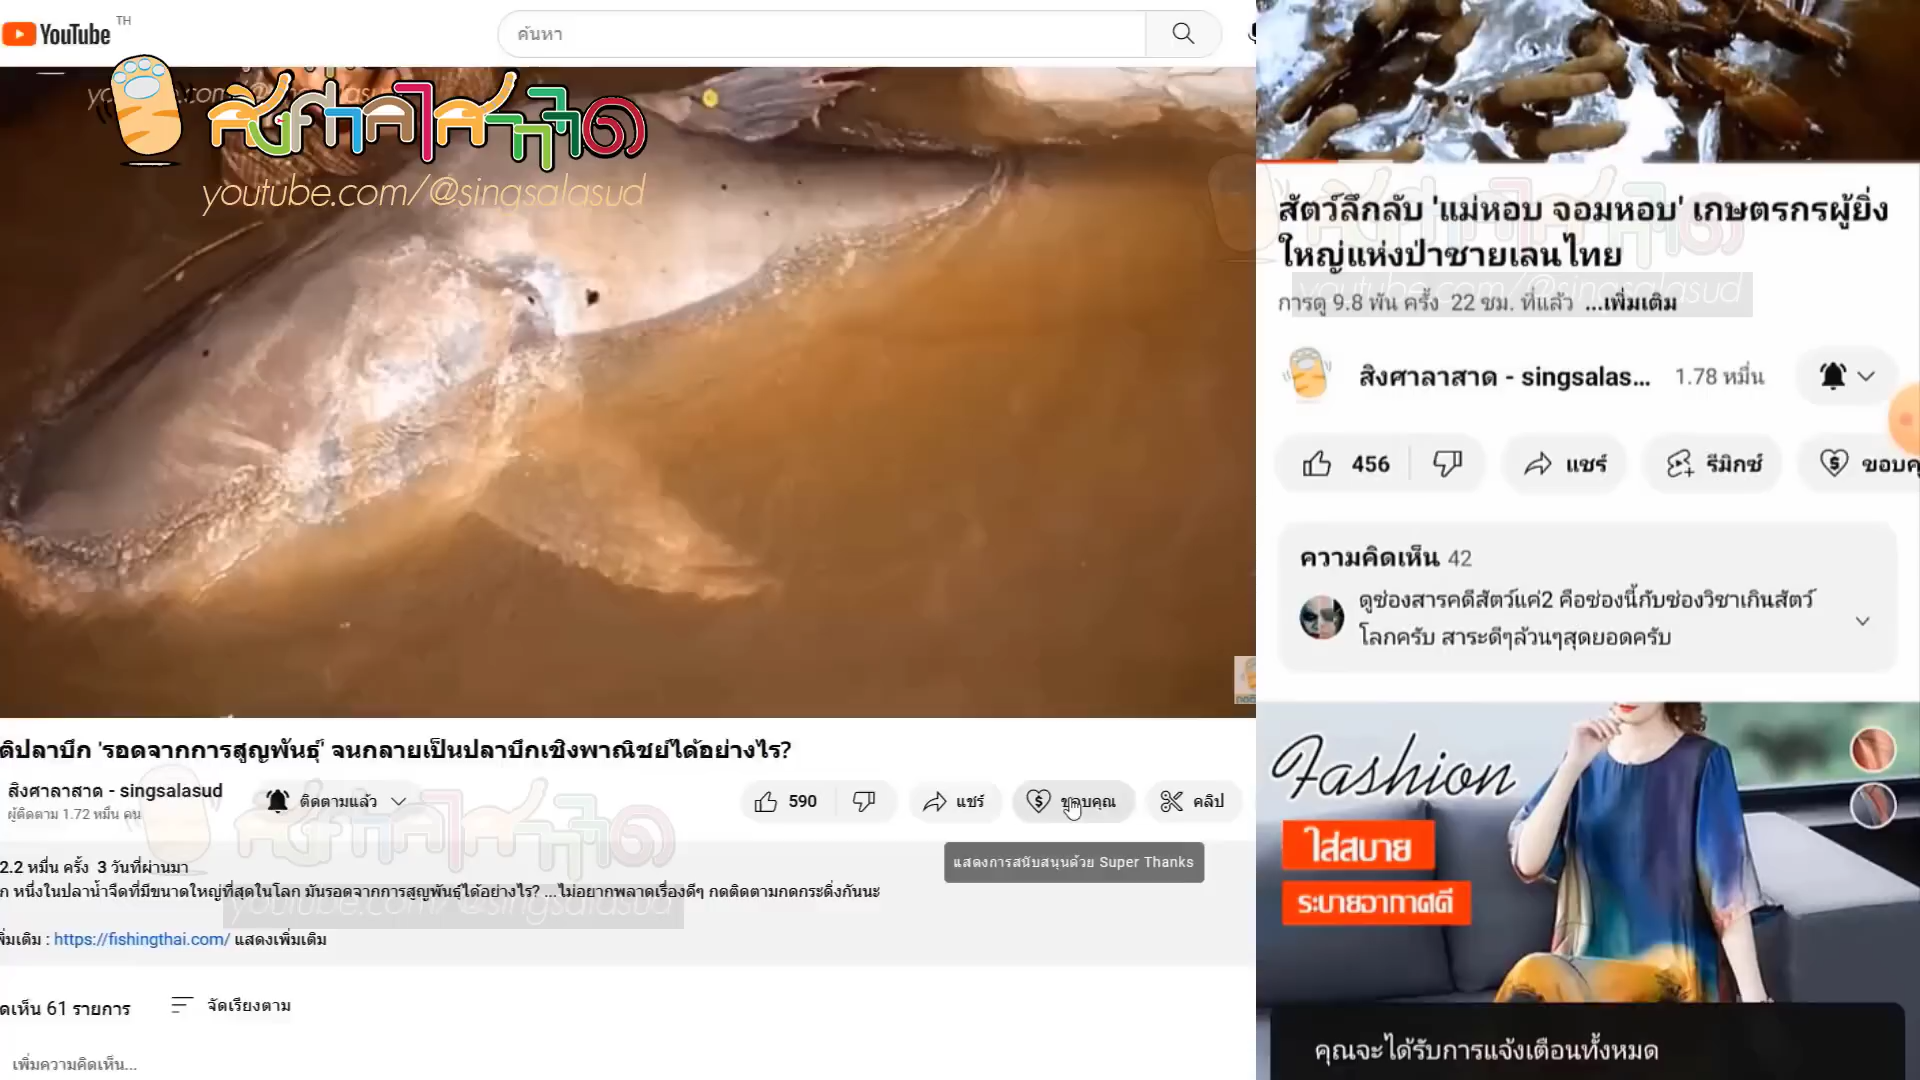 YouTube TH
ค้นหา
สิงศาลาสาด
youtube.com/@singsalasud
ติปลาบึก 'รอดจากการสูญพันธุ์' จนกลายเป็นปลาบึกเชิงพาณิชย์ได้อย่างไร?
สิงศาลาสาด - singsalasud
ผู้ติดตาม 1.72 หมื่น คน
ติดตามแล้ว
590
แชร์
ขอบคุณ
คลิป
แสดงการสนับสนุนด้วย Super Thanks
2.2 หมื่น ครั้ง 3 วันที่ผ่านมา
ก หนึ่งในปลาน้ำจืดที่มีขนาดใหญ่ที่สุดในโลก มันรอดจากการสูญพันธุ์ได้อย่างไร? ...ไม่อยากพลาดเรื่องดีๆ กดติดตามกดกระดิ่งกันนะ
youtube.com/@singsalasud
พิ่มเติม : https://fishingthai.com/ แสดงเพิ่มเติม
ดเห็น 61 รายการ
จัดเรียงตาม
เพิ่มความคิดเห็น...
สัตว์ลึกลับ 'แม่หอบ จอมหอบ' เกษตรกรผู้ยิ่ง
ใหญ่แห่งป่าชายเลนไทย
youtube.com/@singsalasud
การดู 9.8 พัน ครั้ง 22 ชม. ที่แล้ว ...เพิ่มเติม
สิงศาลาสาด - singsalas... 1.78 หมื่น
456
แชร์
รีมิกซ์
ขอบคุ
ความคิดเห็น 42
ดูช่องสารคดีสัตว์แค่2 คือช่องนี้กับช่องวิชาเกินสัตว์
โลกครับ สาระดีๆล้วนๆสุดยอดครับ
Fashion
ใส่สบาย
ระบายอากาศดี
คุณจะได้รับการแจ้งเตือนทั้งหมด